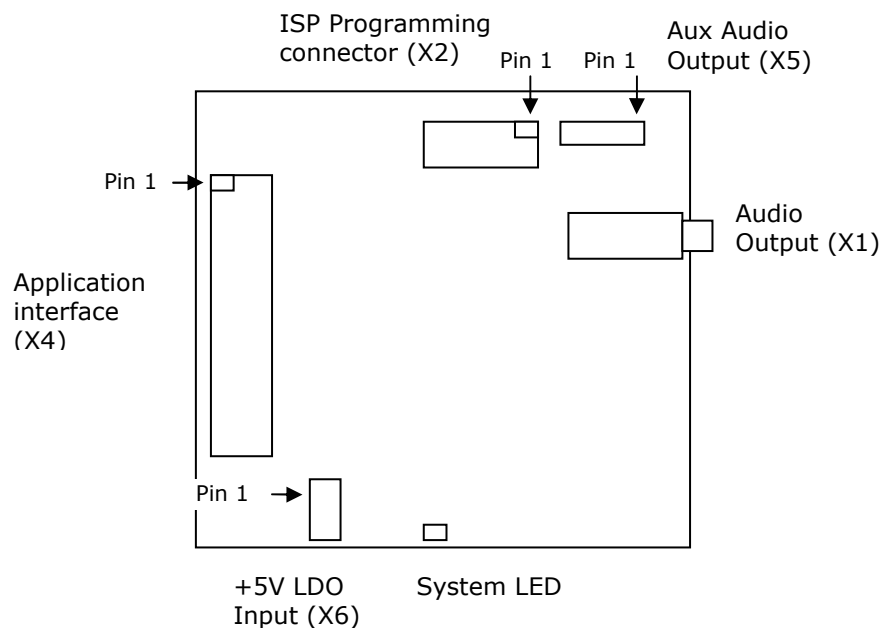 ISP Programming
connector (X2)
Pin 1
Pin 1
Aux Audio
Output (X5)
Pin 1
Audio
Output (X1)
Application
interface
(X4)
Pin 1
+5V LDO
Input (X6)
System LED